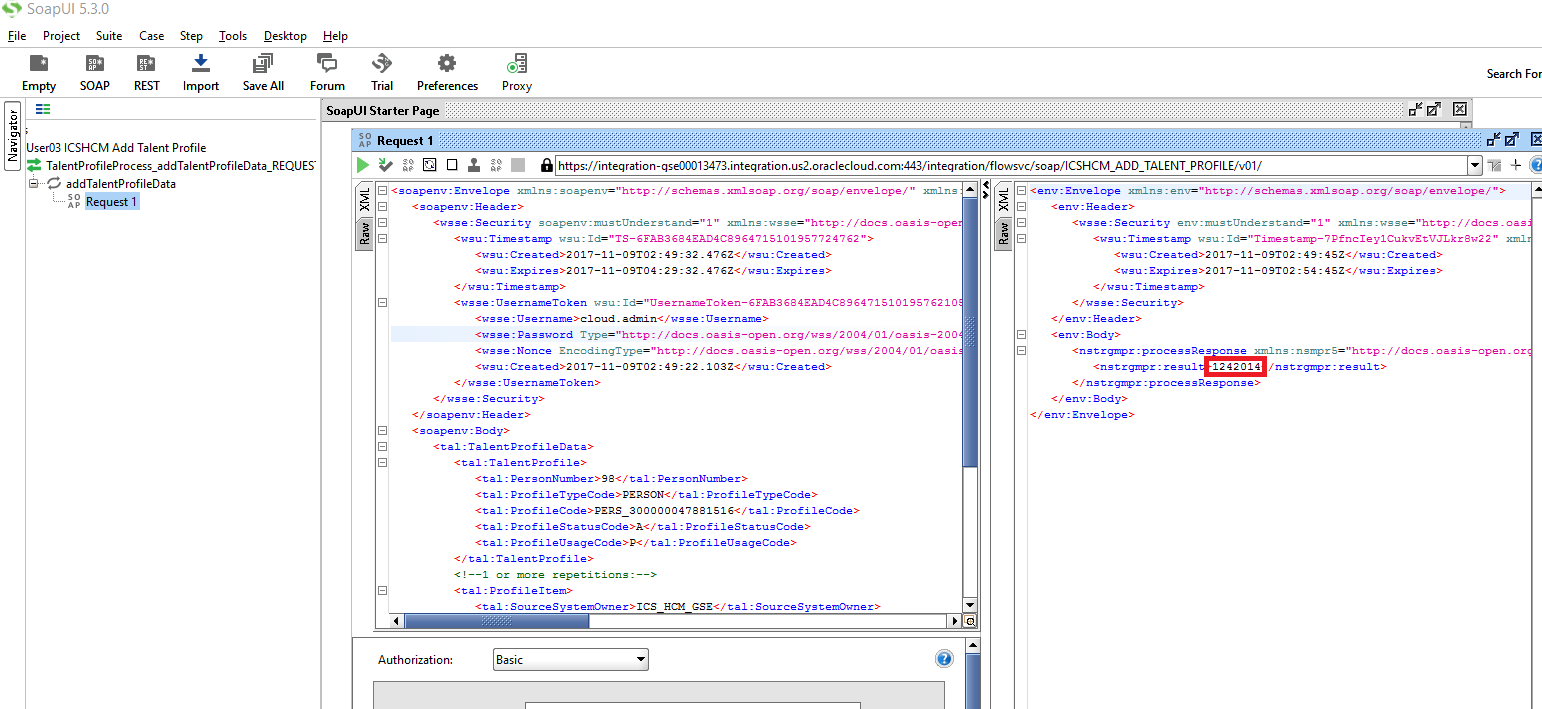 SoapUI 5.3.0
File Project Suite Case Step Tools Desktop Help
Empty SOAP REST Import Save All Forum Trial Preferences Proxy
Search For
Navigator
SoapUI Starter Page
User03 ICSHCM Add Talent Profile
TalentProfileProcess_addTalentProfileData_REQUEST
addTalentProfileData
SOAP Request 1
SOAP Request 1
https://integration-gse00013473.integration.us2.oraclecloud.com:443/integration/flowsvc/soap/ICSHCM_ADD_TALENT_PROFILE/v01/
XML
Raw
<soapenv:Envelope xmlns:soapenv="http://schemas.xmlsoap.org/soap/envelope/" xmlns:
<soapenv:Header>
<wsse:Security soapenv:mustUnderstand="1" xmlns:wsse="http://docs.oasis-open
<wsu:Timestamp wsu:Id="TS-6FAB3684EAD4C8964715101957724762">
<wsu:Created>2017-11-09T02:49:32.476Z</wsu:Created>
<wsu:Expires>2017-11-09T04:29:32.476Z</wsu:Expires>
</wsu:Timestamp>
<wsse:UsernameToken wsu:Id="UsernameToken-6FAB3684EAD4C896471510195762105
<wsse:Username>cloud.admin</wsse:Username>
<wsse:Password Type="http://docs.oasis-open.org/wss/2004/01/oasis-2004
<wsse:Nonce EncodingType="http://docs.oasis-open.org/wss/2004/01/oasis
<wsu:Created>2017-11-09T02:49:22.103Z</wsu:Created>
</wsse:UsernameToken>
</wsse:Security>
</soapenv:Header>
<soapenv:Body>
<tal:TalentProfileData>
<tal:TalentProfile>
<tal:PersonNumber>98</tal:PersonNumber>
<tal:ProfileTypeCode>PERSON</tal:ProfileTypeCode>
<tal:ProfileCode>PERS_300000047881516</tal:ProfileCode>
<tal:ProfileStatusCode>A</tal:ProfileStatusCode>
<tal:ProfileUsageCode>P</tal:ProfileUsageCode>
</tal:TalentProfile>
<!--1 or more repetitions:-->
<tal:ProfileItem>
<tal:SourceSystemOwner>ICS_HCM_GSE</tal:SourceSystemOwner>
Authorization: Basic
XML
Raw
<env:Envelope xmlns:env="http://schemas.xmlsoap.org/soap/envelope/">
<env:Header>
<wsse:Security env:mustUnderstand="1" xmlns:wsse="http://docs.oasi
<wsu:Timestamp wsu:Id="Timestamp-7PfncIey1CukvEtVJLkr8w22" xmln
<wsu:Created>2017-11-09T02:49:45Z</wsu:Created>
<wsu:Expires>2017-11-09T02:54:45Z</wsu:Expires>
</wsu:Timestamp>
</wsse:Security>
</env:Header>
<env:Body>
<nstrgmpr:processResponse xmlns:nsmpr5="http://docs.oasis-open.org
<nstrgmpr:result>1242014</nstrgmpr:result>
</nstrgmpr:processResponse>
</env:Body>
</env:Envelope>